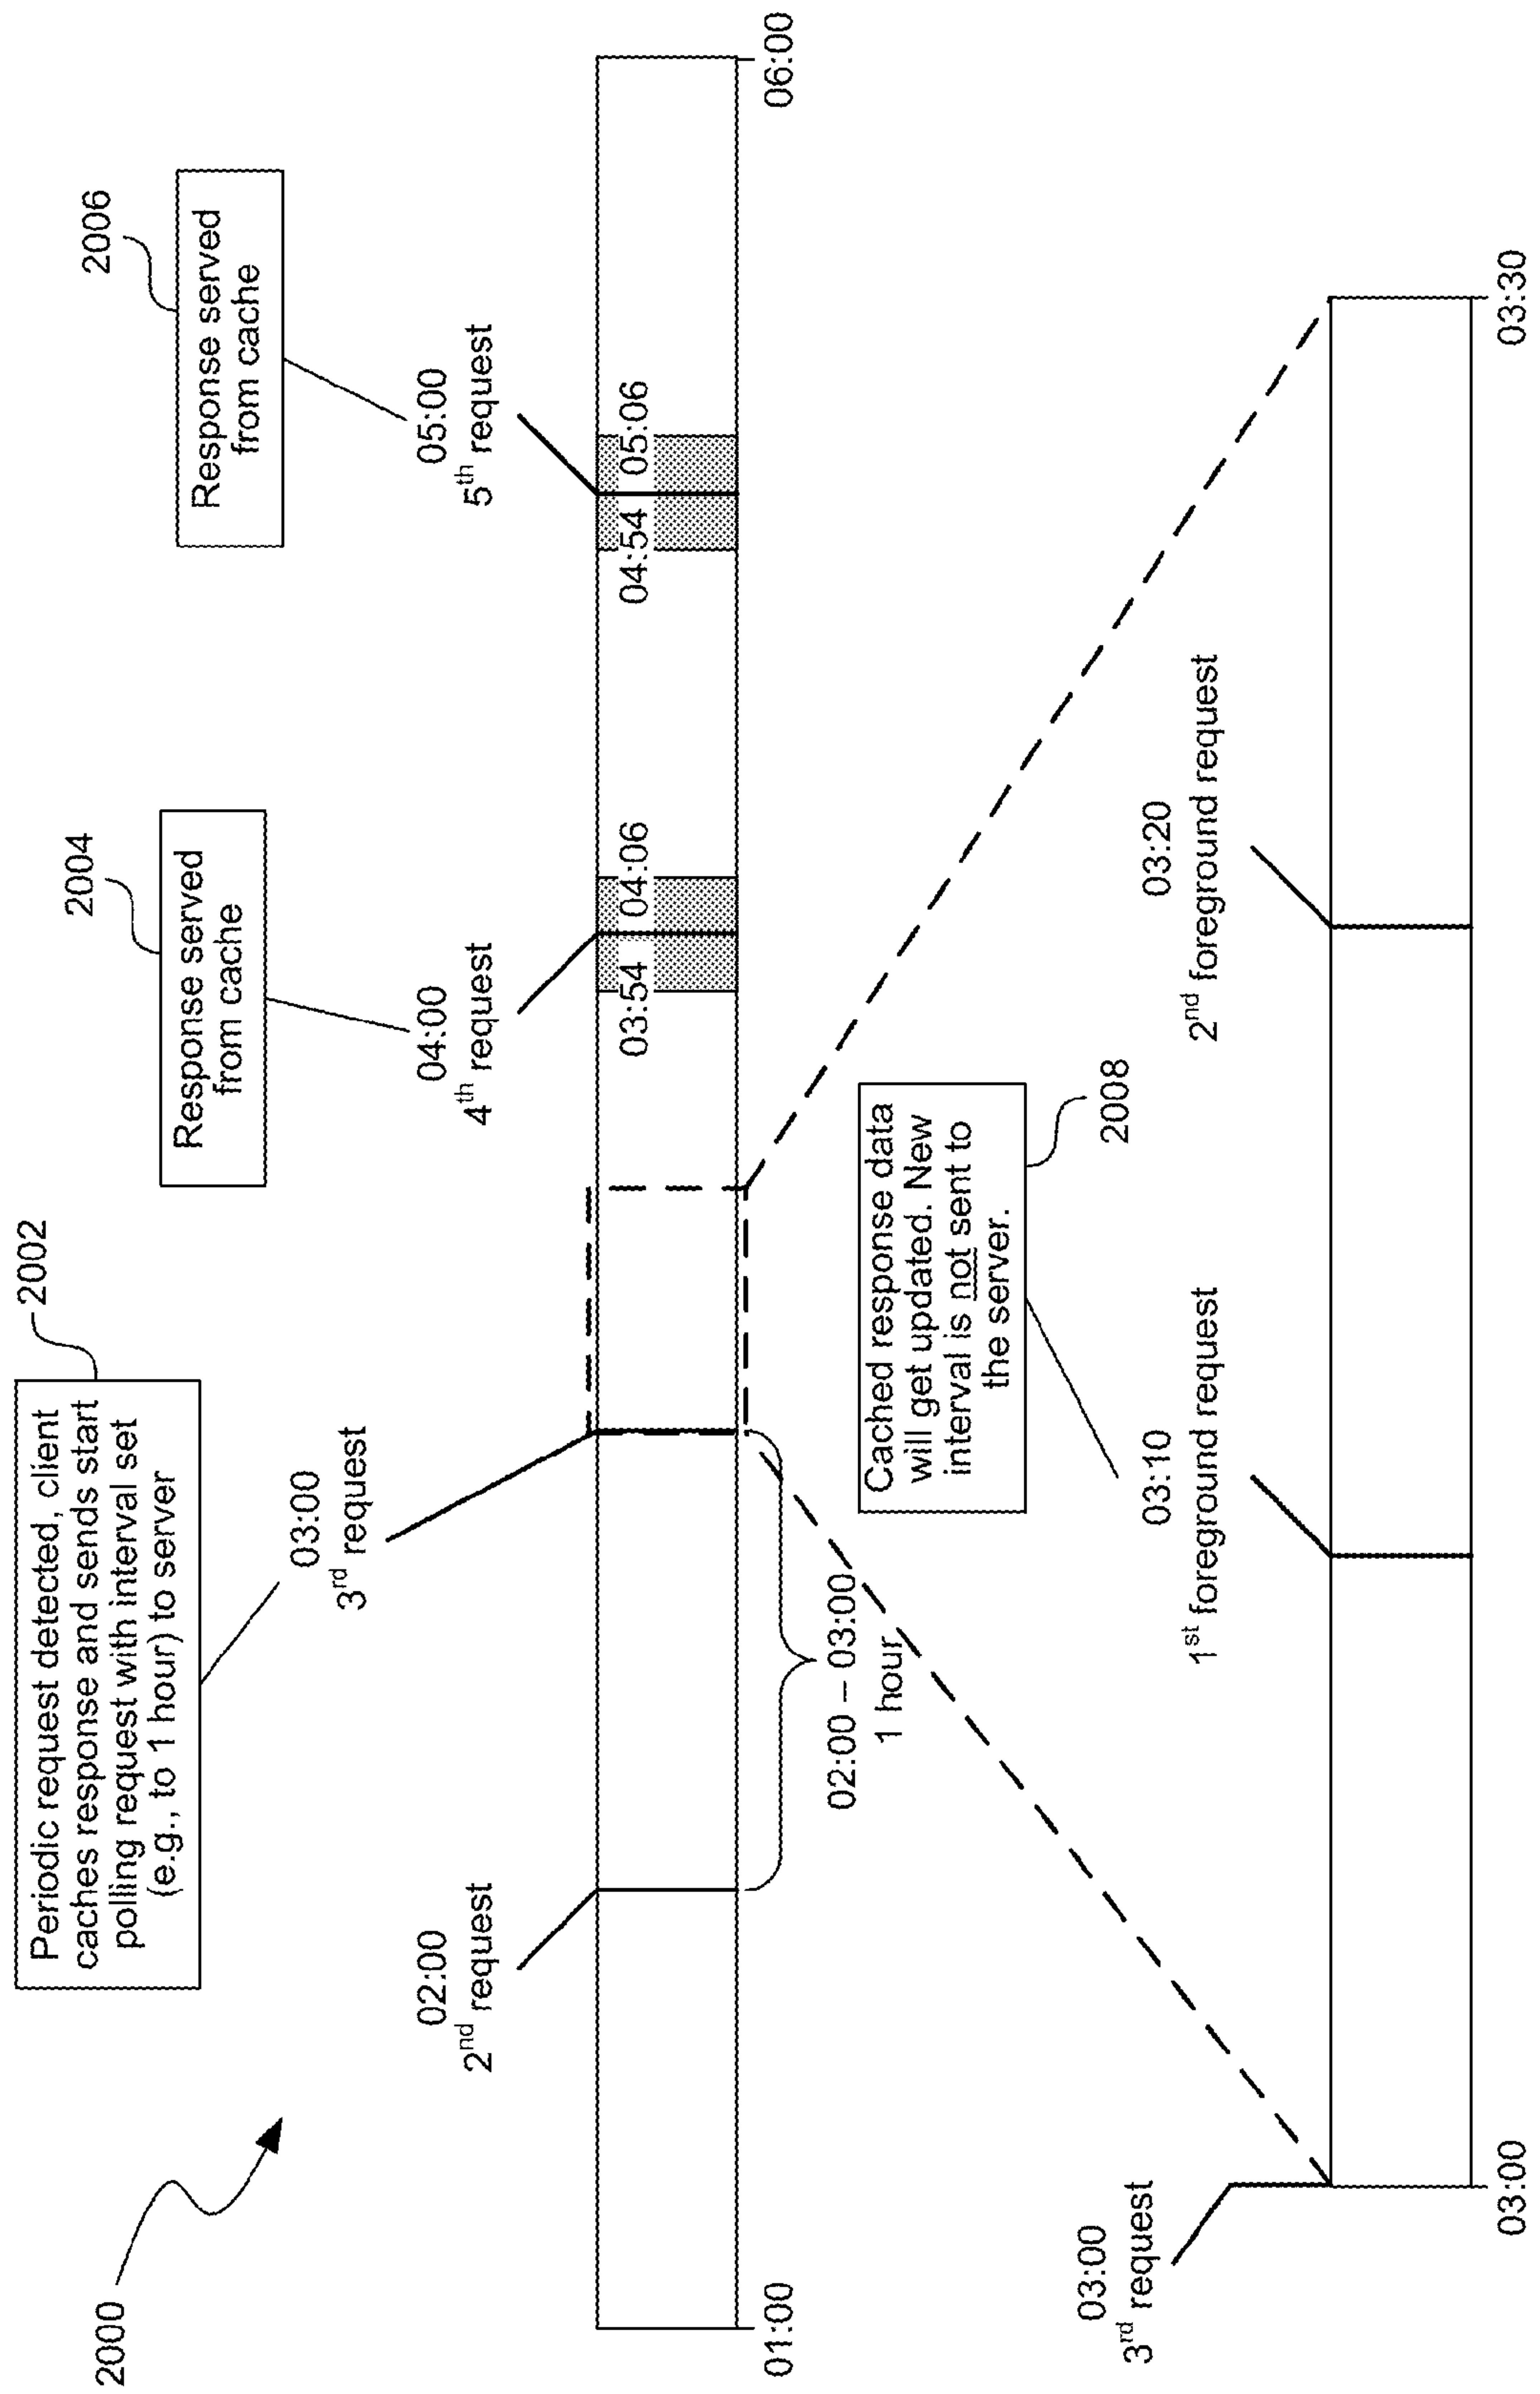 2000
2002
Periodic request detected, client
caches response and sends start
polling request with interval set
(e.g., to 1 hour) to server
2004
Response served
from cache
2006
Response served
from cache
02:00
2nd request
03:00
3rd request
04:00
4th request
05:00
5th request
03:54
04:06
04:54
05:06
01:00
06:00
02:00 – 03:00
1 hour
Cached response data
will get updated. New
interval is not sent to
the server.
2008
03:00
3rd request
03:10
1st foreground request
03:20
2nd foreground request
03:00
03:30